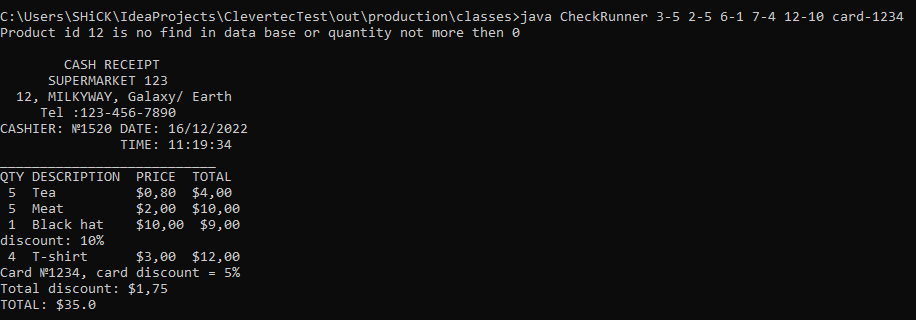 C:\Users\SHiCK\IdeaProjects\ClevertecTest\out\production\classes>java CheckRunner 3-5 2-5 6-1 7-4 12-10 card-1234
Product id 12 is no find in data base or quantity not more then 0
CASH RECEIPT
SUPERMARKET 123
12, MILKYWAY, Galaxy/ Earth
Tel :123-456-7890
CASHIER: №1520 DATE: 16/12/2022
TIME: 11:19:34
___________________________
QTY DESCRIPTION PRICE TOTAL
5 Tea $0,80 $4,00
5 Meat $2,00 $10,00
1 Black hat $10,00 $9,00
discount: 10%
4 T-shirt $3,00 $12,00
Card №1234, card discount = 5%
Total discount: $1,75
TOTAL: $35.0